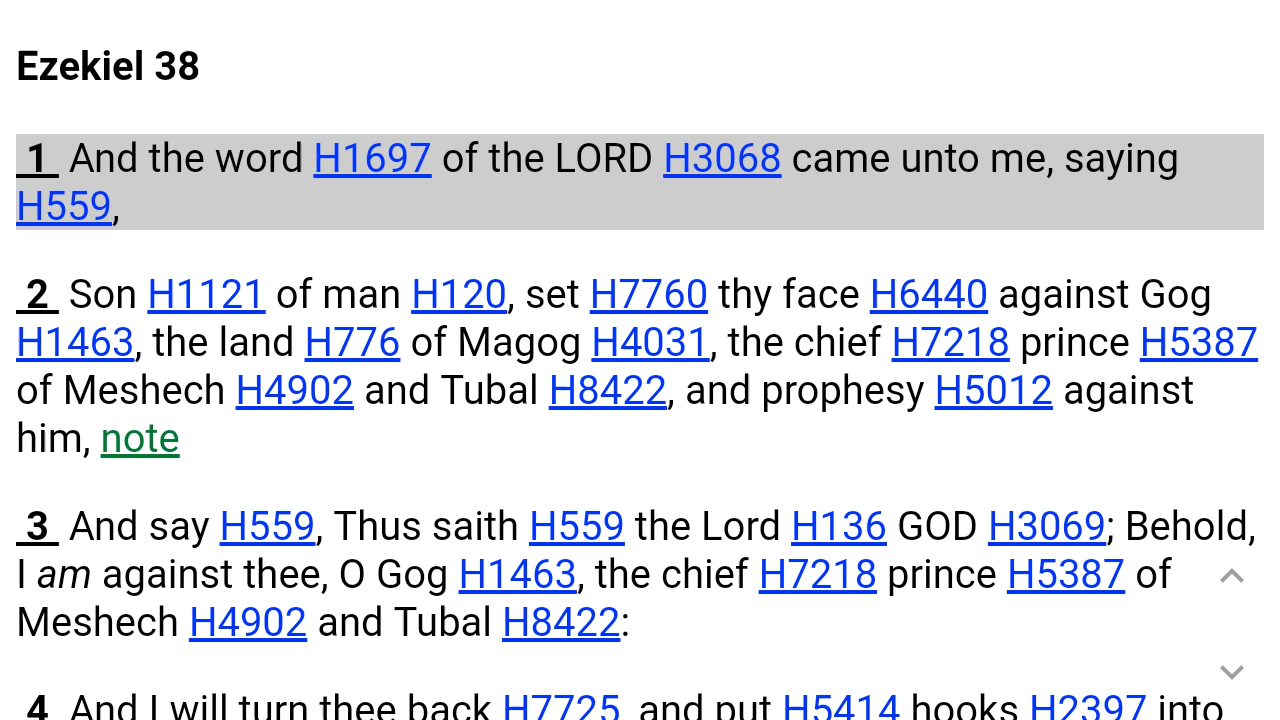 Ezekiel 38
1 And the word H1697 of the LORD H3068 came unto me, saying
H559,
2 Son H1121 of man H120, set H7760 thy face H6440 against Gog
H1463, the land H776 of Magog H4031, the chief H7218 prince H5387
of Meshech H4902 and Tubal H8422, and prophesy H5012 against
him, note
3 And say H559, Thus saith H559 the Lord H136 GOD H3069; Behold,
I am against thee, O Gog H1463, the chief H7218 prince H5387 of
Meshech H4902 and Tubal H8422:
4 And I will turn thee back H7725, and put H5414 hooks H2397 into